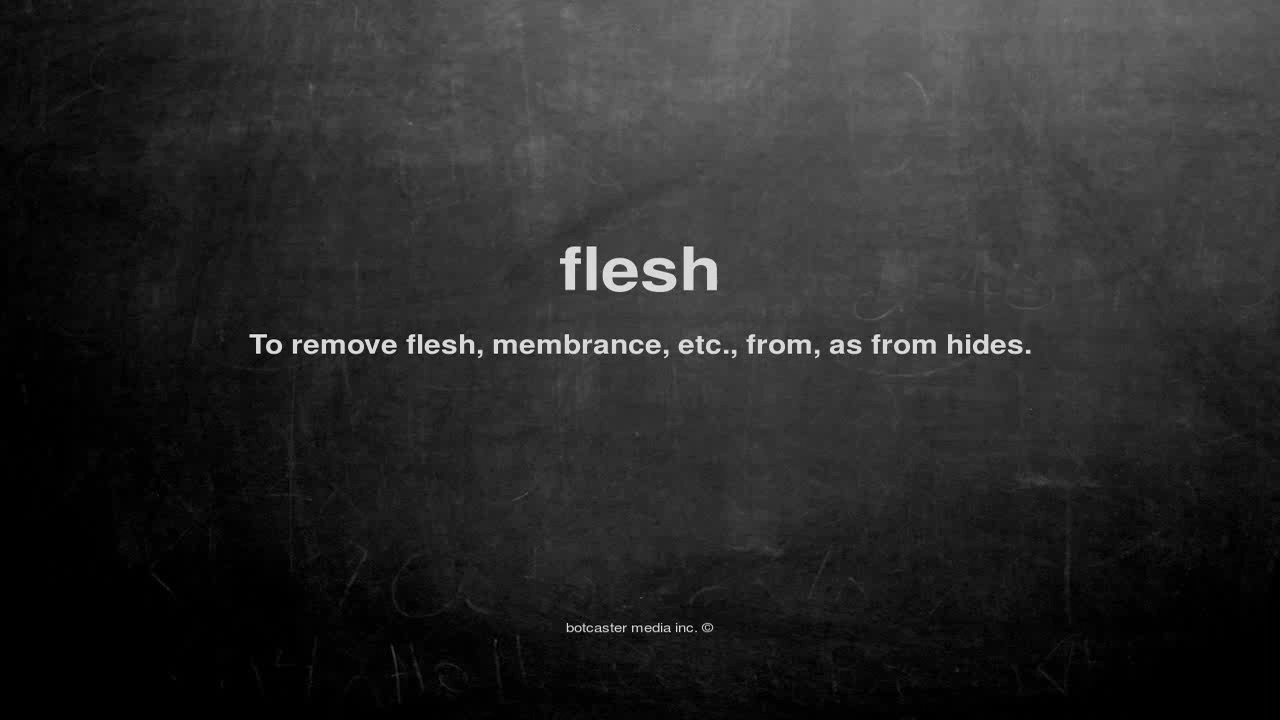 flesh
To remove flesh, membrance, etc., from, as from hides.
botcaster media inc. ©